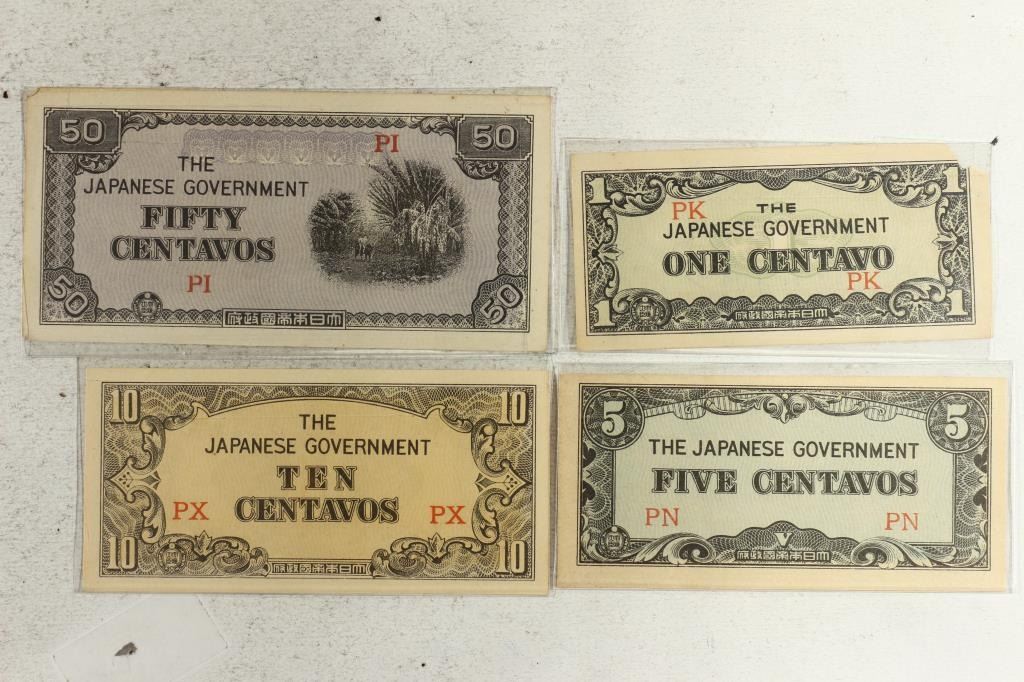 50
50
PI
THE
JAPANESE GOVERNMENT
FIFTY
CENTAVOS
PI
50
50
府政國帝本日大
1
1
PK
THE
JAPANESE GOVERNMENT
ONE CENTAVO
PK
1
1
府政國帝本日大
10
10
THE
JAPANESE GOVERNMENT
TEN
PX
CENTAVOS
PX
10
10
府政國帝本日大
5
5
THE JAPANESE GOVERNMENT
FIVE CENTAVOS
PN
PN
府政國帝本日大